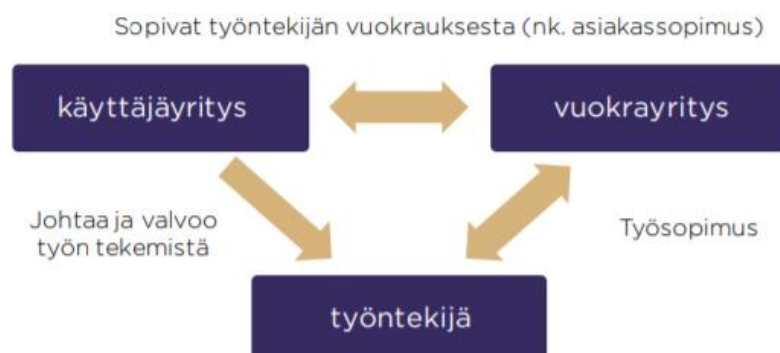 Sopivat työntekijän vuokrauksesta (nk. asiakassopimus)
käyttäjäyritys
vuokrayritys
Johtaa ja valvoo
työn tekemistä
Työsopimus
työntekijä